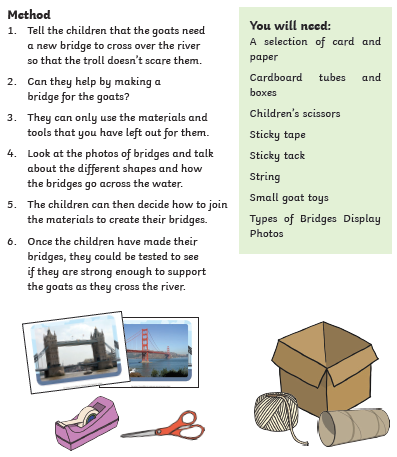 Method
1. Tell the children that the goats need
a new bridge to cross over the river
so that the troll doesn't scare them.
2. Can they help by making a
bridge for the goats?
3. They can only use the materials and
tools that you have left out for them.
4. Look at the photos of bridges and talk
about the different shapes and how
the bridges go across the water.
5. The children can then decide how to join
the materials to create their bridges.
6. Once the children have made their
bridges, they could be tested to see
if they are strong enough to support
the goats as they cross the river.
You will need:
A selection of card and
paper
Cardboard tubes and
boxes
Children's scissors
Sticky tape
Sticky tack
String
Small goat toys
Types of Bridges Display
Photos